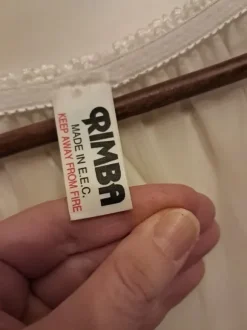 RIMBA
MADE IN E.E.C.
KEEP AWAY FROM FIRE